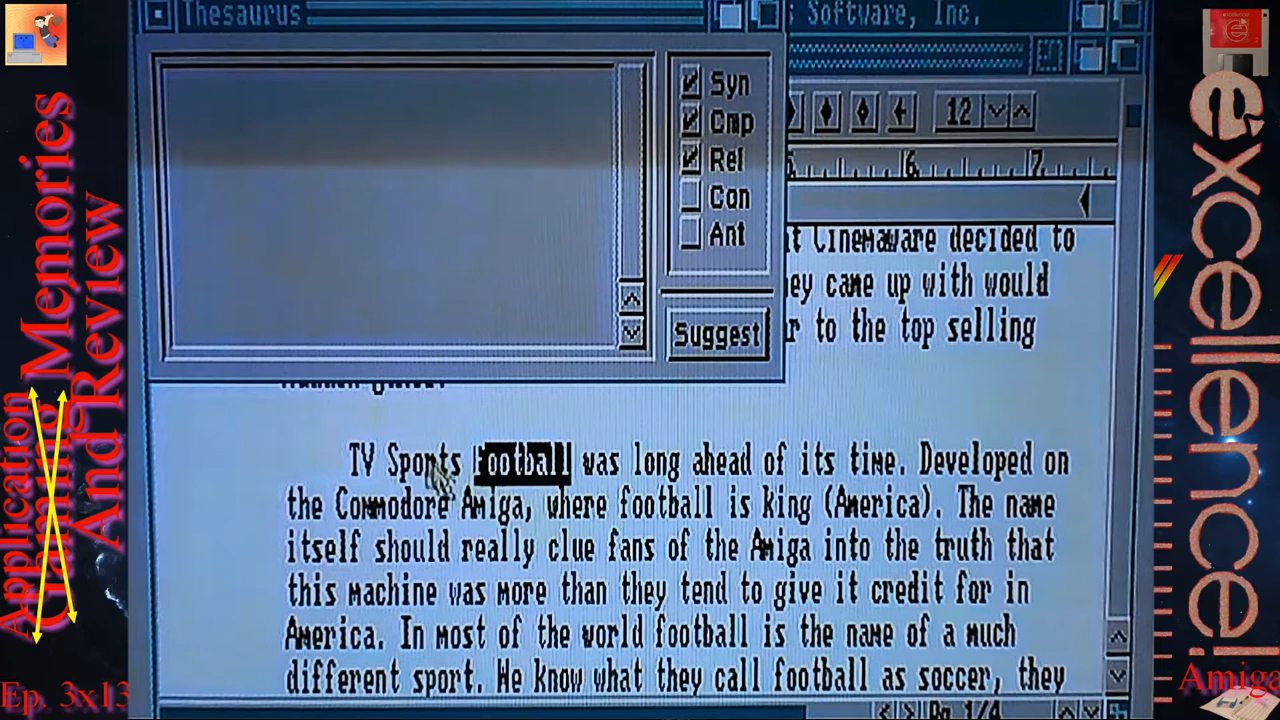 Thesaurus
s Software, Inc.
Syn
Cmp
Rel
Con
Ant
Suggest
12
6
7
t Cinemaware decided to
ey came up with would
r to the top selling
TV Sports Football was long ahead of its time. Developed on
the Commodore Amiga, where football is king (America). The name
itself should really clue fans of the Amiga into the truth that
this machine was more than they tend to give it credit for in
America. In most of the world football is the name of a much
different sport. We know what they call football as soccer, they
Pg 1/4
Application
Gaming Memories
And Review
Ep. 3x13
excellence!
Amiga